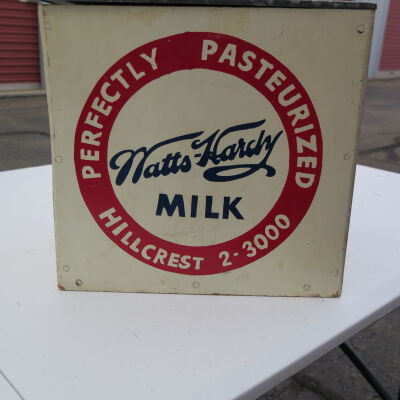 PERFECTLY PASTEURIZED
Watts-Hardy
MILK
HILLCREST 2-3000